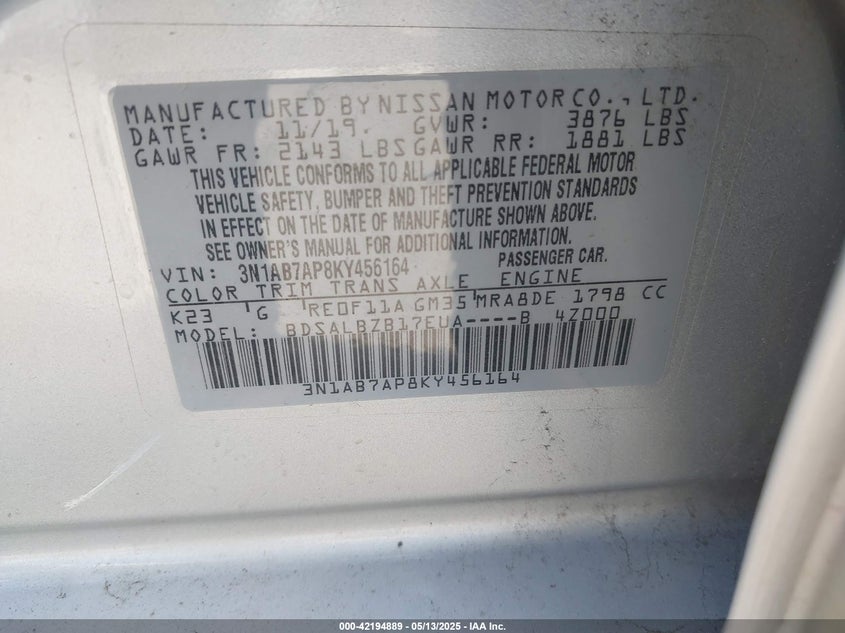 MANUFACTURED BY NISSAN MOTOR CO., LTD.
DATE: 11/19 GVWR: 3876 LBS
GAWR FR: 2143 LBS GAWR RR: 1881 LBS
THIS VEHICLE CONFORMS TO ALL APPLICABLE FEDERAL MOTOR
VEHICLE SAFETY, BUMPER AND THEFT PREVENTION STANDARDS
IN EFFECT ON THE DATE OF MANUFACTURE SHOWN ABOVE.
SEE OWNER'S MANUAL FOR ADDITIONAL INFORMATION.
VIN: 3N1AB7AP8KY456164 PASSENGER CAR.
COLOR TRIM TRANS AXLE ENGINE
K23 G RE0F11A GM35 MRA8DE 1798 CC
MODEL: BDSALBZB17EUA----B 4Z000
3N1AB7AP8KY456164
000-42194889 - 05/13/2025 - IAA Inc.